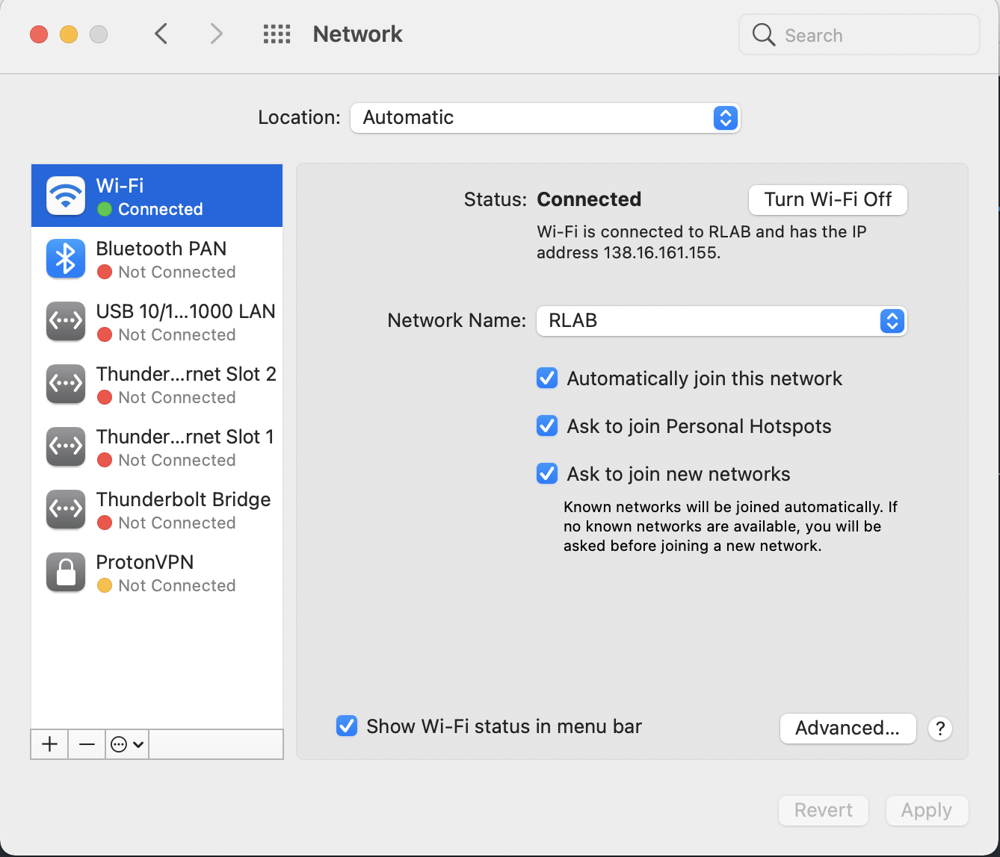 Network
Search
Location: Automatic
Wi-Fi
Connected
Bluetooth PAN
Not Connected
USB 10/1...1000 LAN
Not Connected
Thunder...rnet Slot 2
Not Connected
Thunder...rnet Slot 1
Not Connected
Thunderbolt Bridge
Not Connected
ProtonVPN
Not Connected
Status: Connected
Turn Wi-Fi Off
Wi-Fi is connected to RLAB and has the IP
address 138.16.161.155.
Network Name: RLAB
Automatically join this network
Ask to join Personal Hotspots
Ask to join new networks
Known networks will be joined automatically. If
no known networks are available, you will be
asked before joining a new network.
Show Wi-Fi status in menu bar
Advanced... ?
Revert Apply